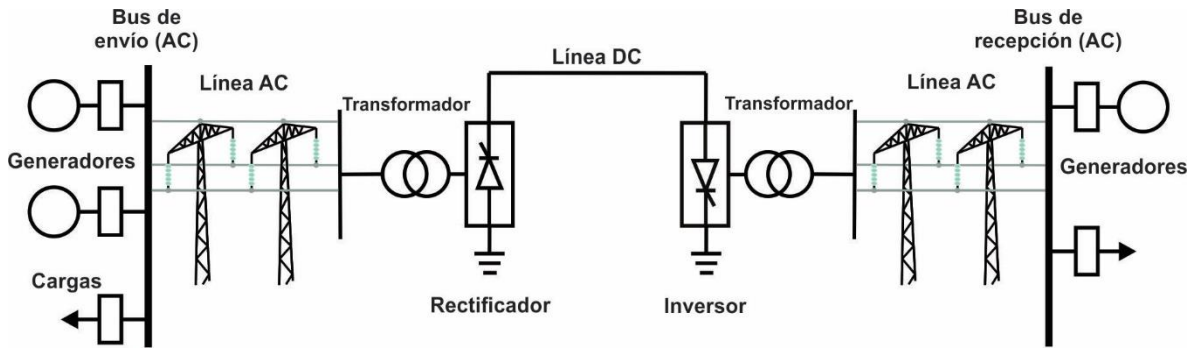 Bus de
envío (AC)
Bus de
recepción (AC)
Línea DC
Línea AC
Línea AC
Transformador
Transformador
Generadores
Generadores
Cargas
Rectificador
Inversor